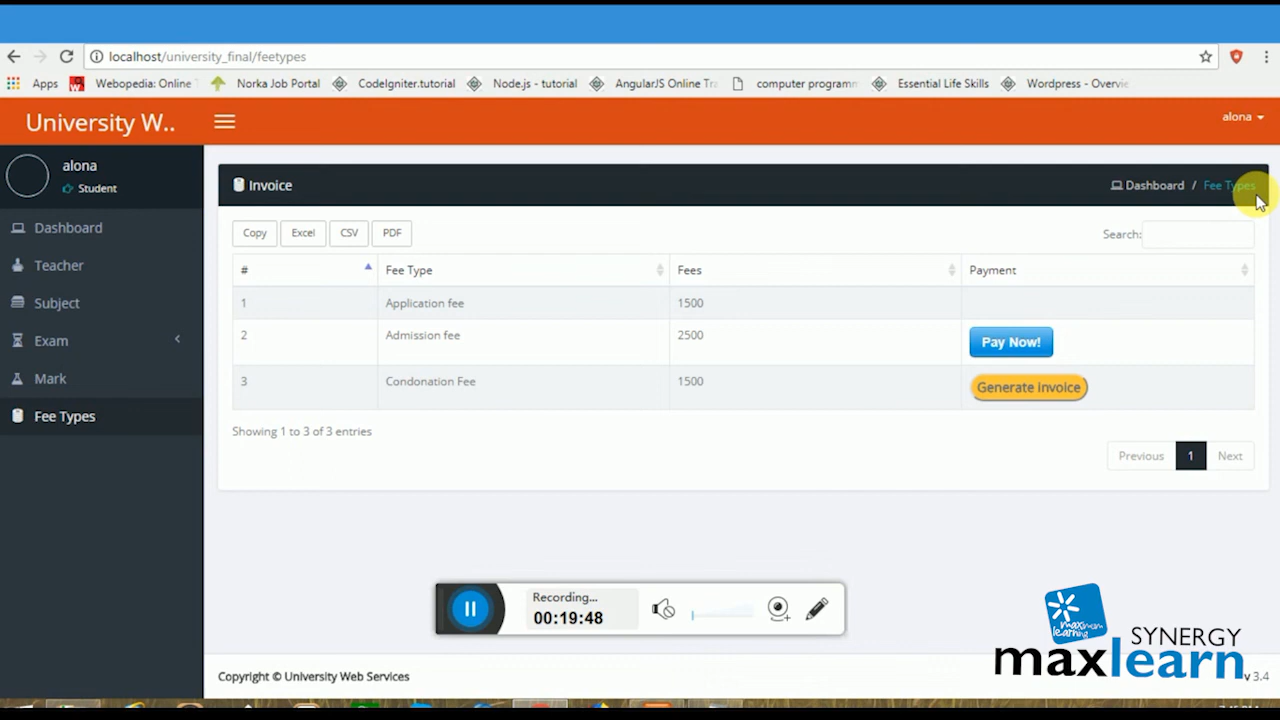 localhost/university_final/feetypes
Apps Webopedia: Online Norka Job Portal CodeIgniter.tutorial Node.js - tutorial AngularJS Online computer programm Essential Life Skills Wordpress - Overvie
University W..
alona
alona
Student
Invoice
Dashboard / Fee Types
Dashboard
Teacher
Subject
Exam
Mark
Fee Types
Copy Excel CSV PDF
Search:
# Fee Type Fees Payment
1 Application fee 1500
2 Admission fee 2500 Pay Now!
3 Condonation Fee 1500 Generate invoice
Showing 1 to 3 of 3 entries
Previous 1 Next
Recording...
00:19:48
maximum learning
SYNERGY
maxlearn
Copyright © University Web Services
v 3.4